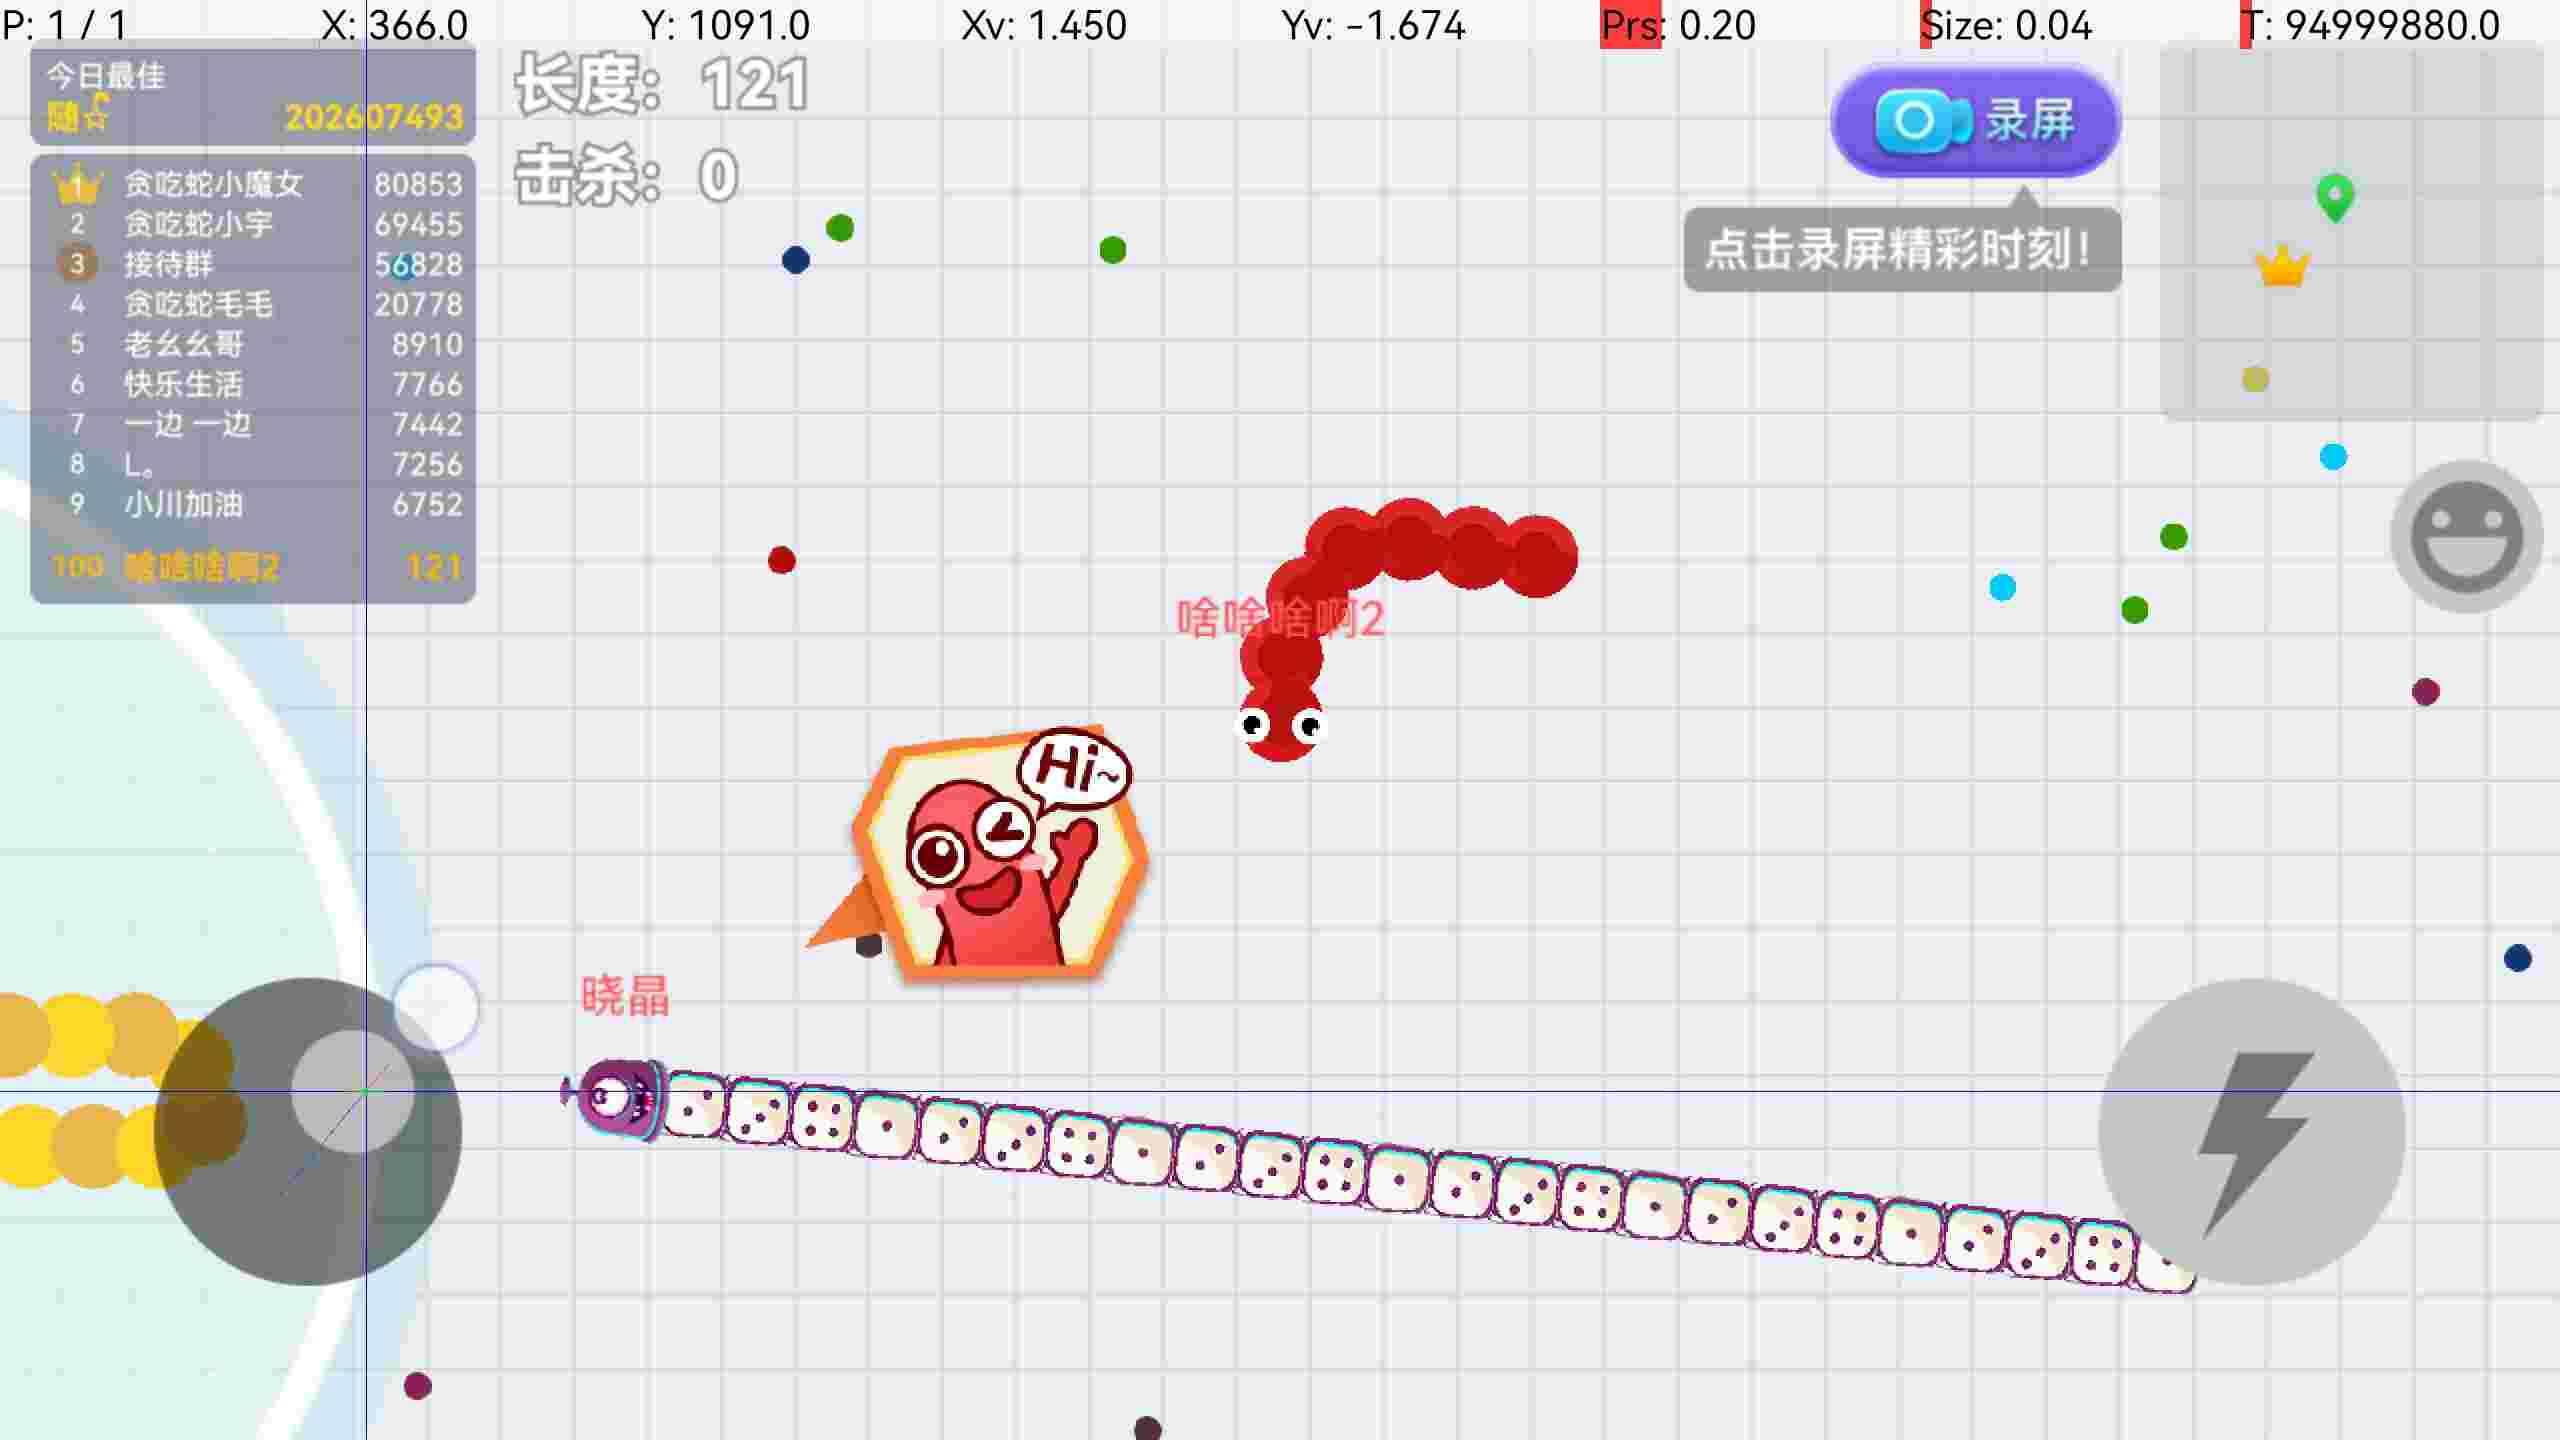 P: 1 / 1
X: 366.0
Y: 1091.0
Xv: 1.450
Yv: -1.674
Prs: 0.20
Size: 0.04
T: 94999880.0
今日最佳
随☆ 202607493
1 贪吃蛇小魔女 80853
2 贪吃蛇小宇 69455
3 接待群 56828
4 贪吃蛇毛毛 20778
5 老幺幺哥 8910
6 快乐生活 7766
7 一边 一边 7442
8 L。 7256
9 小川加油 6752
100 啥啥啥啊2 121
长度: 121
击杀: 0
录屏
点击录屏精彩时刻!
啥啥啥啊2
Hi~
晓晶